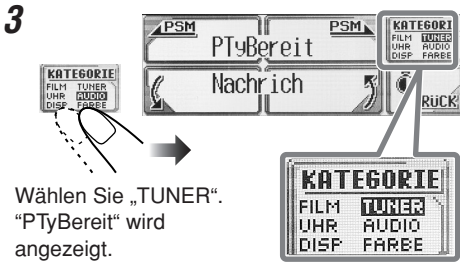 3
PSM PSM
PTyBereit
Nachrich
KATEGORI
FILM TUNER
UHR AUDIO
DISP FARBE
RÜCK
KATEGORIE
FILM TUNER
UHR AUDIO
DISP FARBE
Wählen Sie „TUNER“.
“PTyBereit“ wird
angezeigt.
KATEGORIE
FILM TUNER
UHR AUDIO
DISP FARBE